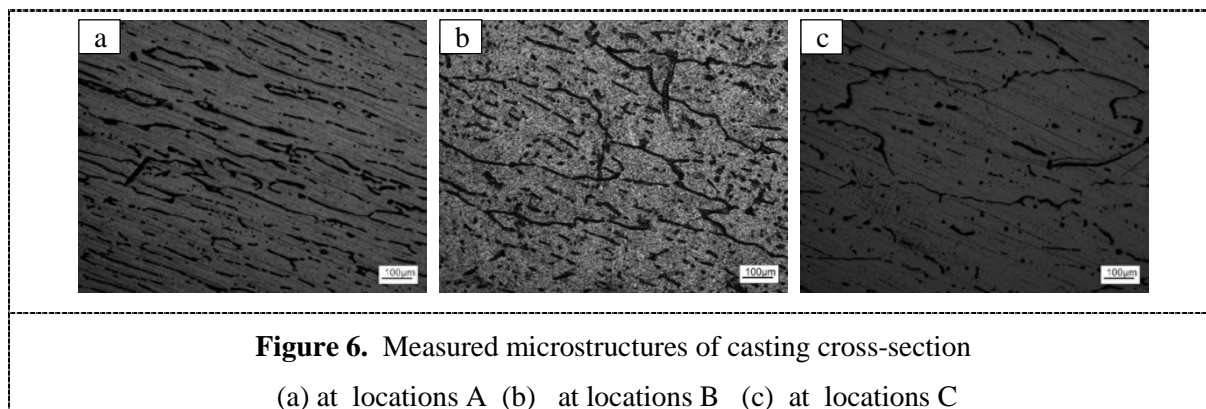 a
b
c
100µm
100µm
100µm
Figure 6. Measured microstructures of casting cross-section
(a) at locations A (b) at locations B (c) at locations C